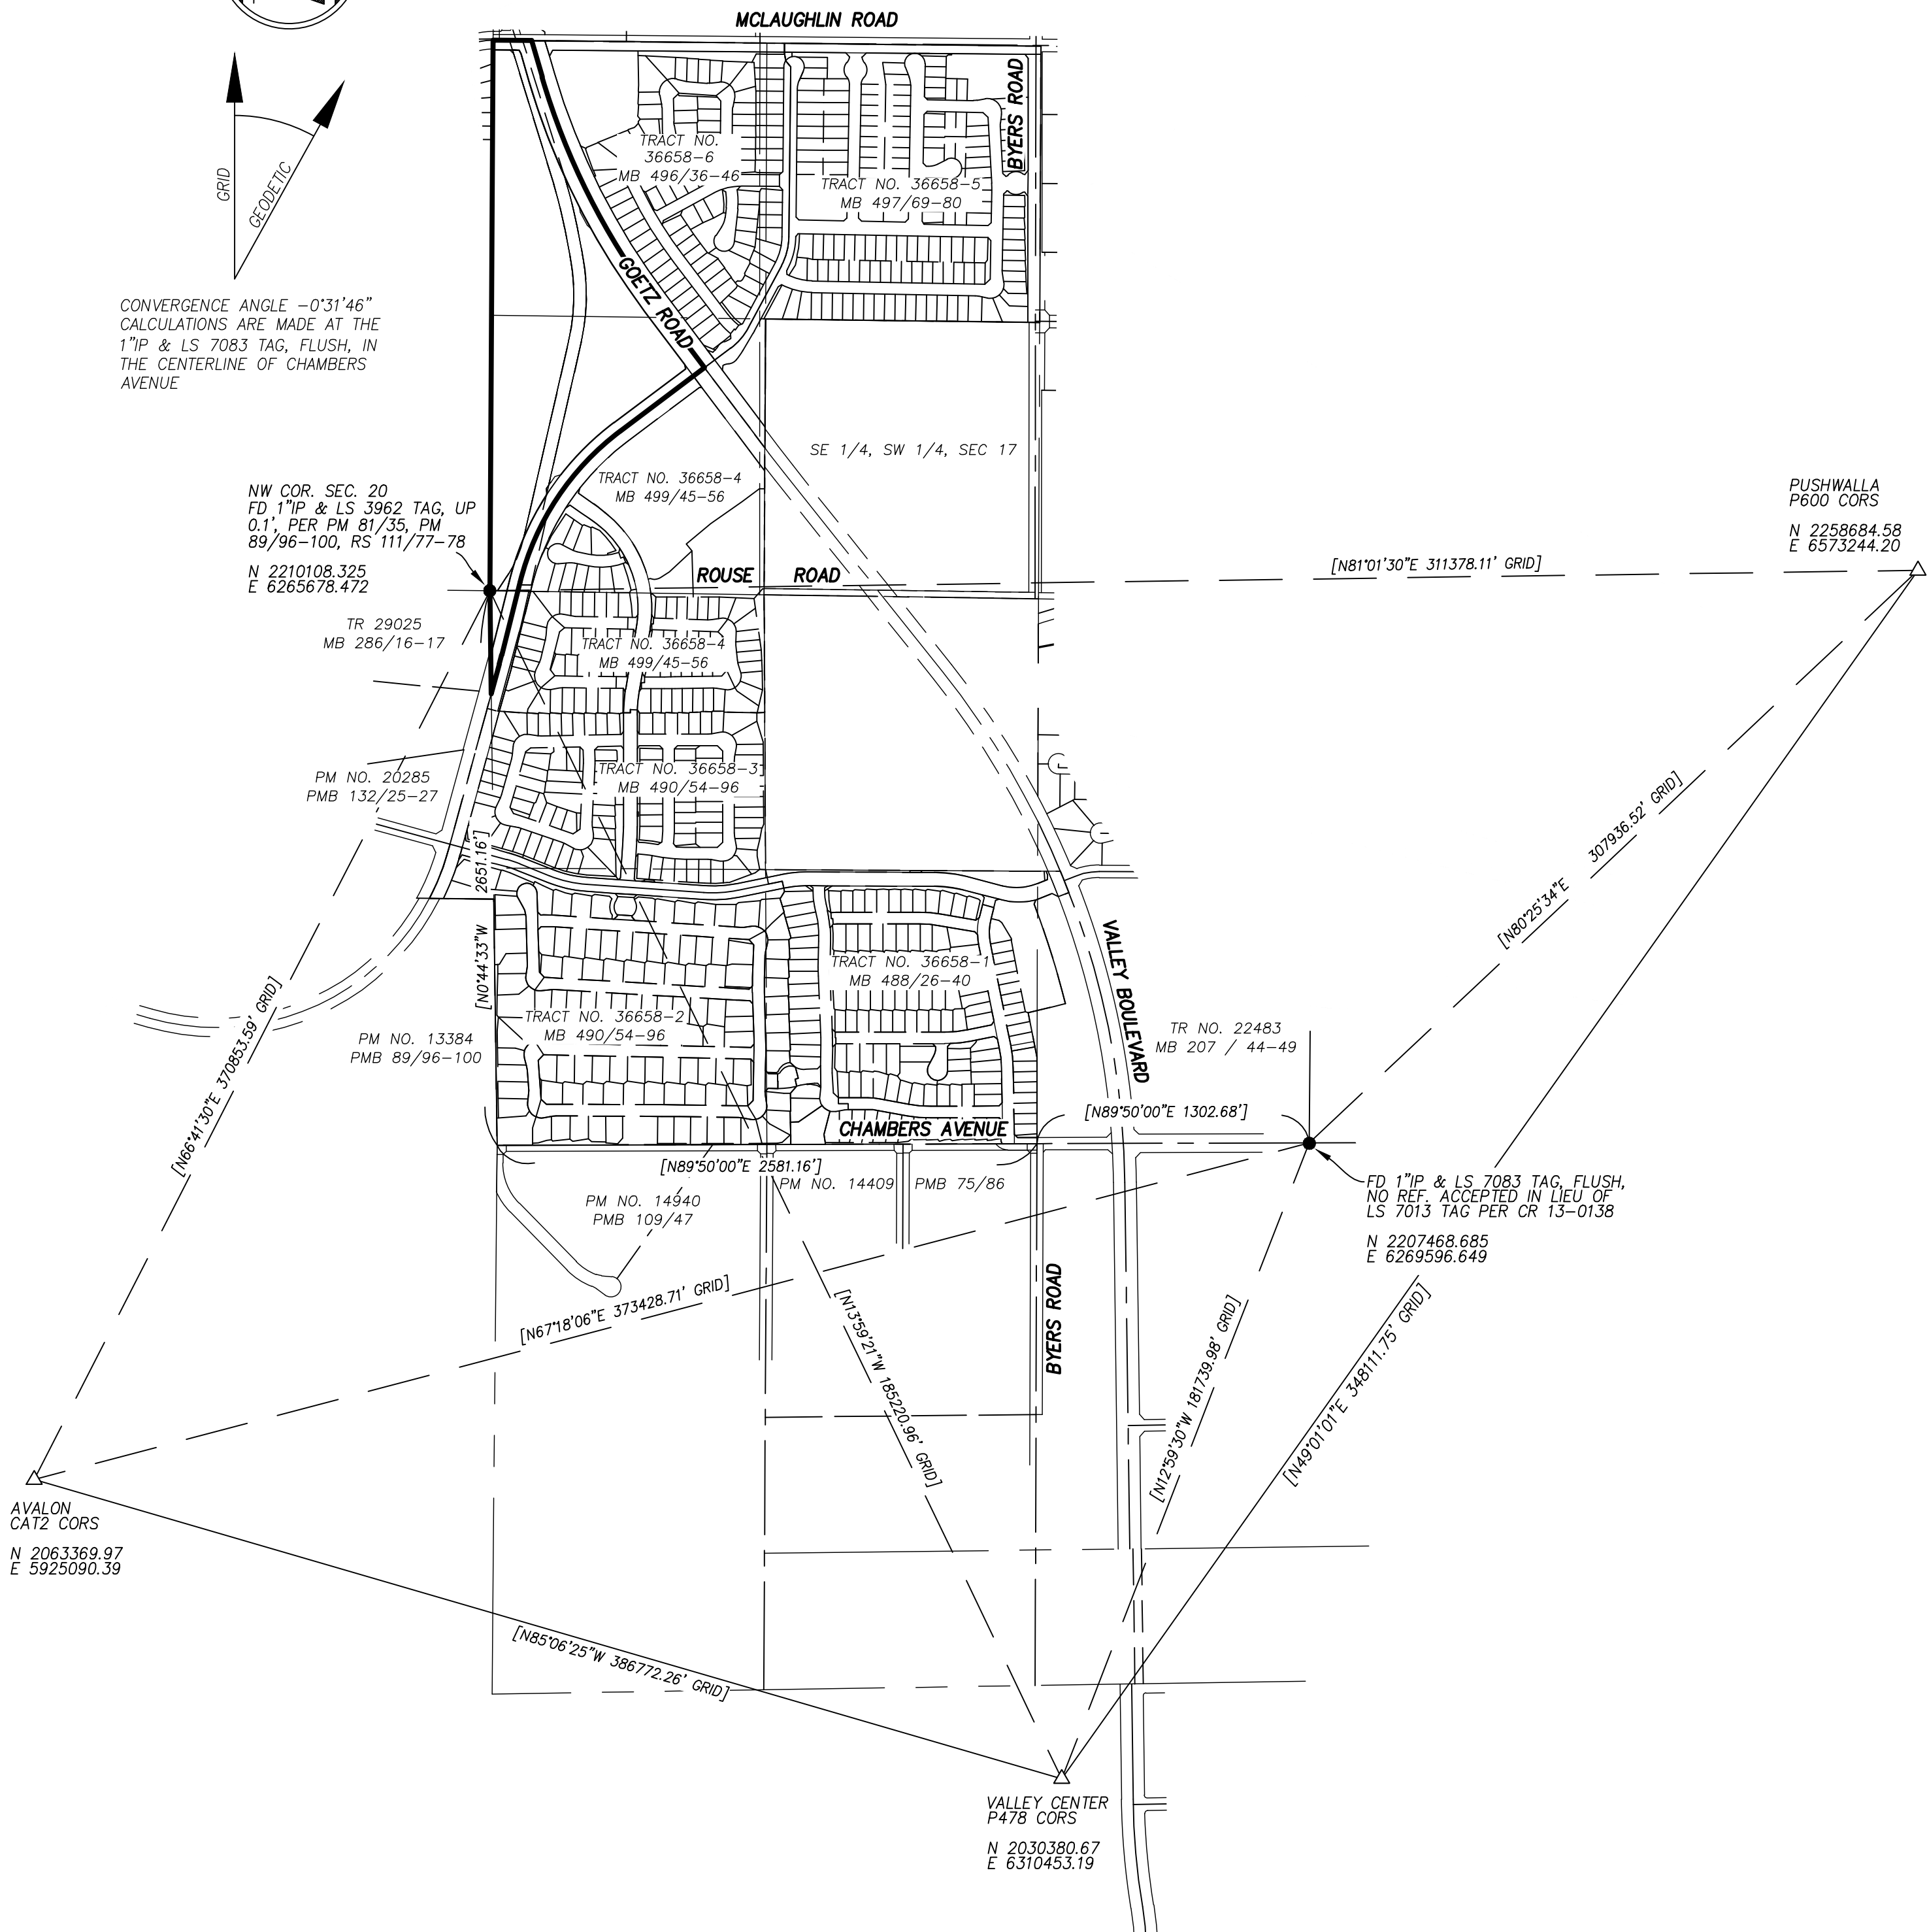 MCLAUGHLIN ROAD
BYERS ROAD
GRID
GEODETIC
CONVERGENCE ANGLE -0°31'46"
CALCULATIONS ARE MADE AT THE
1"IP & LS 7083 TAG, FLUSH, IN
THE CENTERLINE OF CHAMBERS
AVENUE
TRACT NO.
36658-6
MB 496/36-46
TRACT NO. 36658-5
MB 497/69-80
GOETZ ROAD
SE 1/4, SW 1/4, SEC 17
TRACT NO. 36658-4
MB 499/45-56
NW COR. SEC. 20
FD 1"IP & LS 3962 TAG, UP
0.1', PER PM 81/35, PM
89/96-100, RS 111/77-78
N 2210108.325
E 6265678.472
PUSHWALLA
P600 CORS
N 2258684.58
E 6573244.20
ROUSE ROAD
[N81°01'30"E 311378.11' GRID]
TR 29025
MB 286/16-17
TRACT NO. 36658-4
MB 499/45-56
PM NO. 20285
PMB 132/25-27
TRACT NO. 36658-3
MB 490/54-96
[N80°25'34"E 307936.52' GRID]
[N0°44'33"W 2651.16']
VALLEY BOULEVARD
TRACT NO. 36658-1
MB 488/26-40
TRACT NO. 36658-2
MB 490/54-96
PM NO. 13384
PMB 89/96-100
TR NO. 22483
MB 207 / 44-49
[N66°41'30"E 370853.59' GRID]
[N89°50'00"E 1302.68']
CHAMBERS AVENUE
[N89°50'00"E 2581.16']
PM NO. 14409 PMB 75/86
PM NO. 14940
PMB 109/47
FD 1"IP & LS 7083 TAG, FLUSH,
NO REF. ACCEPTED IN LIEU OF
LS 7013 TAG PER CR 13-0138
N 2207468.685
E 6269596.649
BYERS ROAD
[N67°18'06"E 373428.71' GRID]
[N13°59'21"W 185220.96' GRID]
[N12°59'30"W 181739.98' GRID]
[N49°01'01"E 348111.75' GRID]
AVALON
CAT2 CORS
N 2063369.97
E 5925090.39
[N85°06'25"W 386772.26' GRID]
VALLEY CENTER
P478 CORS
N 2030380.67
E 6310453.19